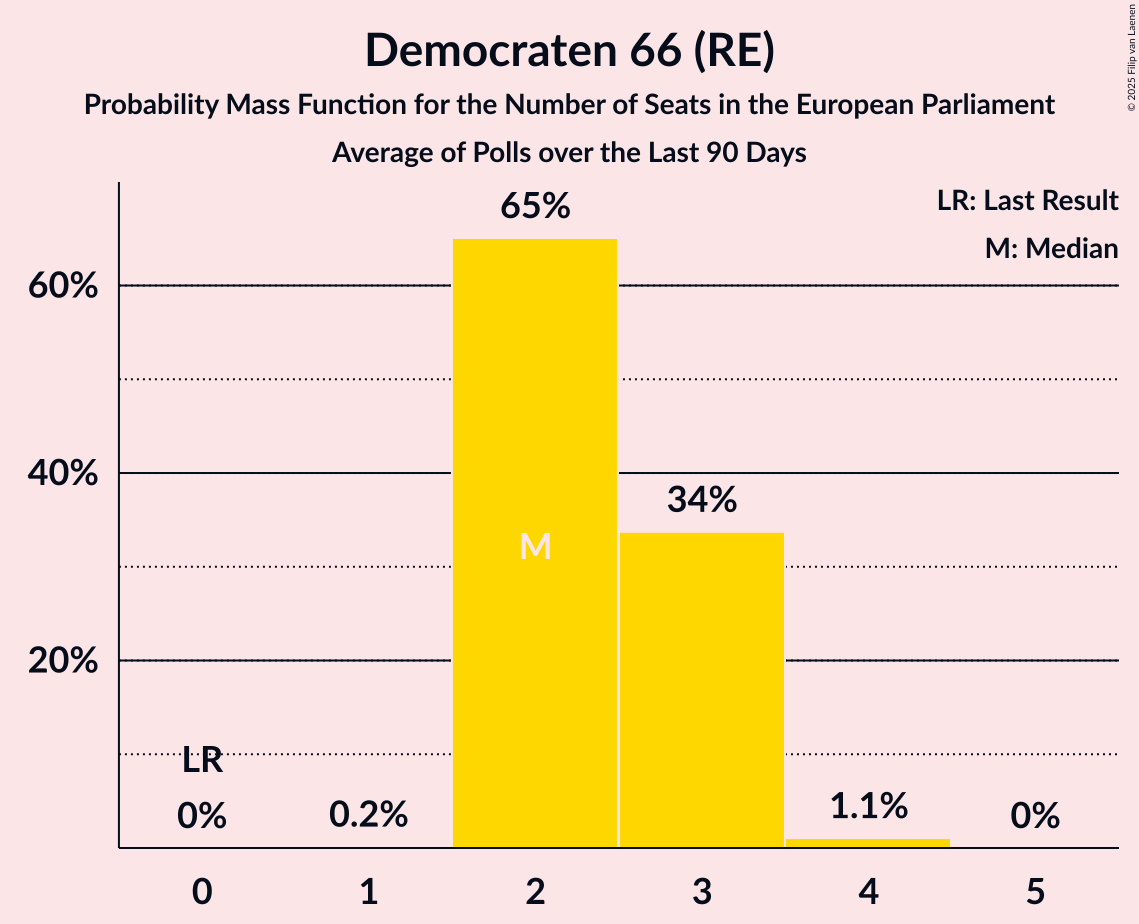 Democraten 66 (RE)
Probability Mass Function for the Number of Seats in the European Parliament
Average of Polls over the Last 90 Days
© 2025 Filip van Laenen
LR: Last Result
M: Median
65%
60%
40%
34%
M
20%
LR
0%
0.2%
1.1%
0%
0 1 2 3 4 5